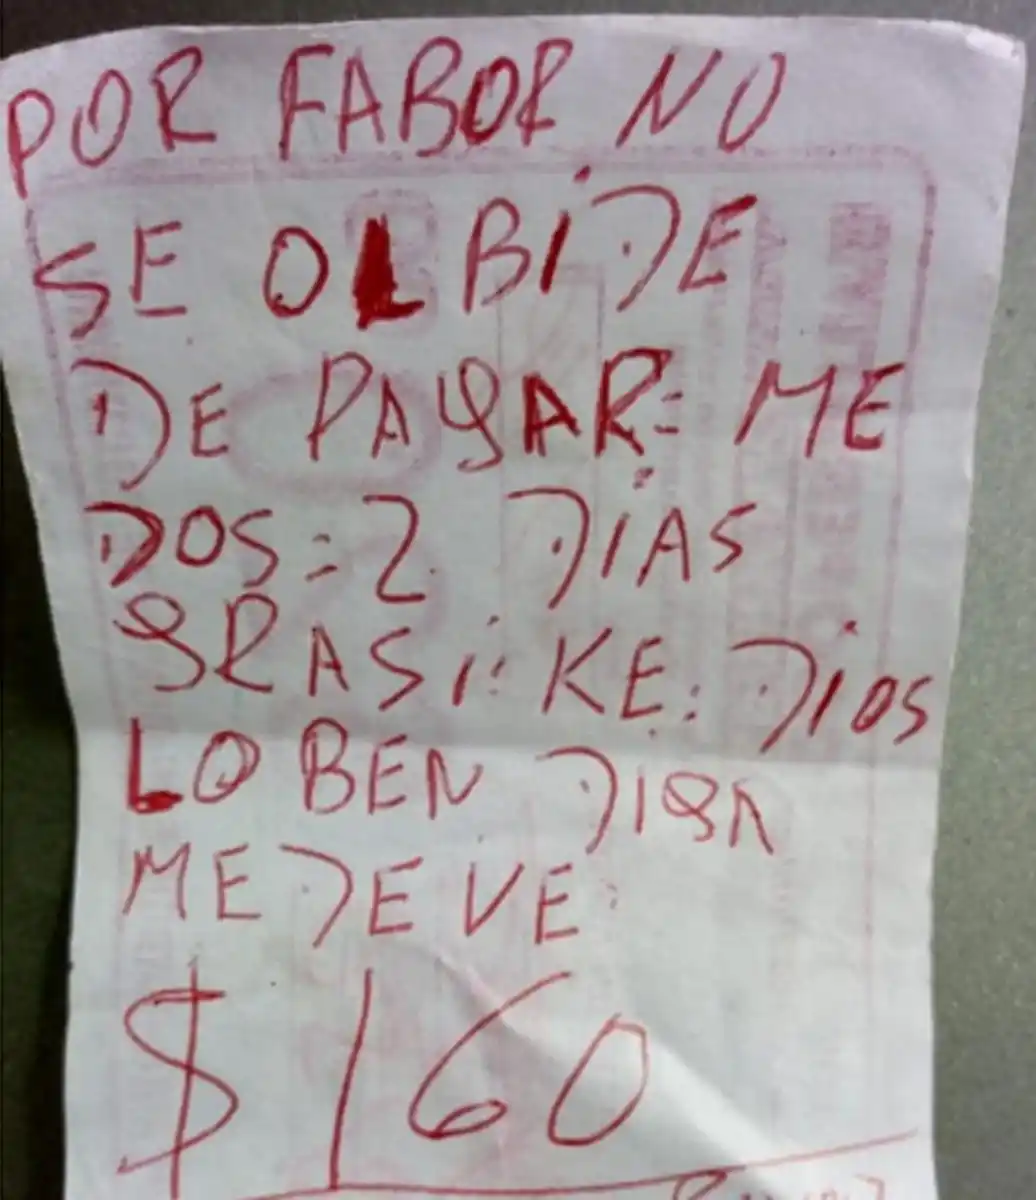 POR FABOR NO
SE OLBIDE
DE PAGAR= ME
DOS=2 DIAS
GRASi: KE: DIOS
LO BENDIGA
ME DEVE:
$160